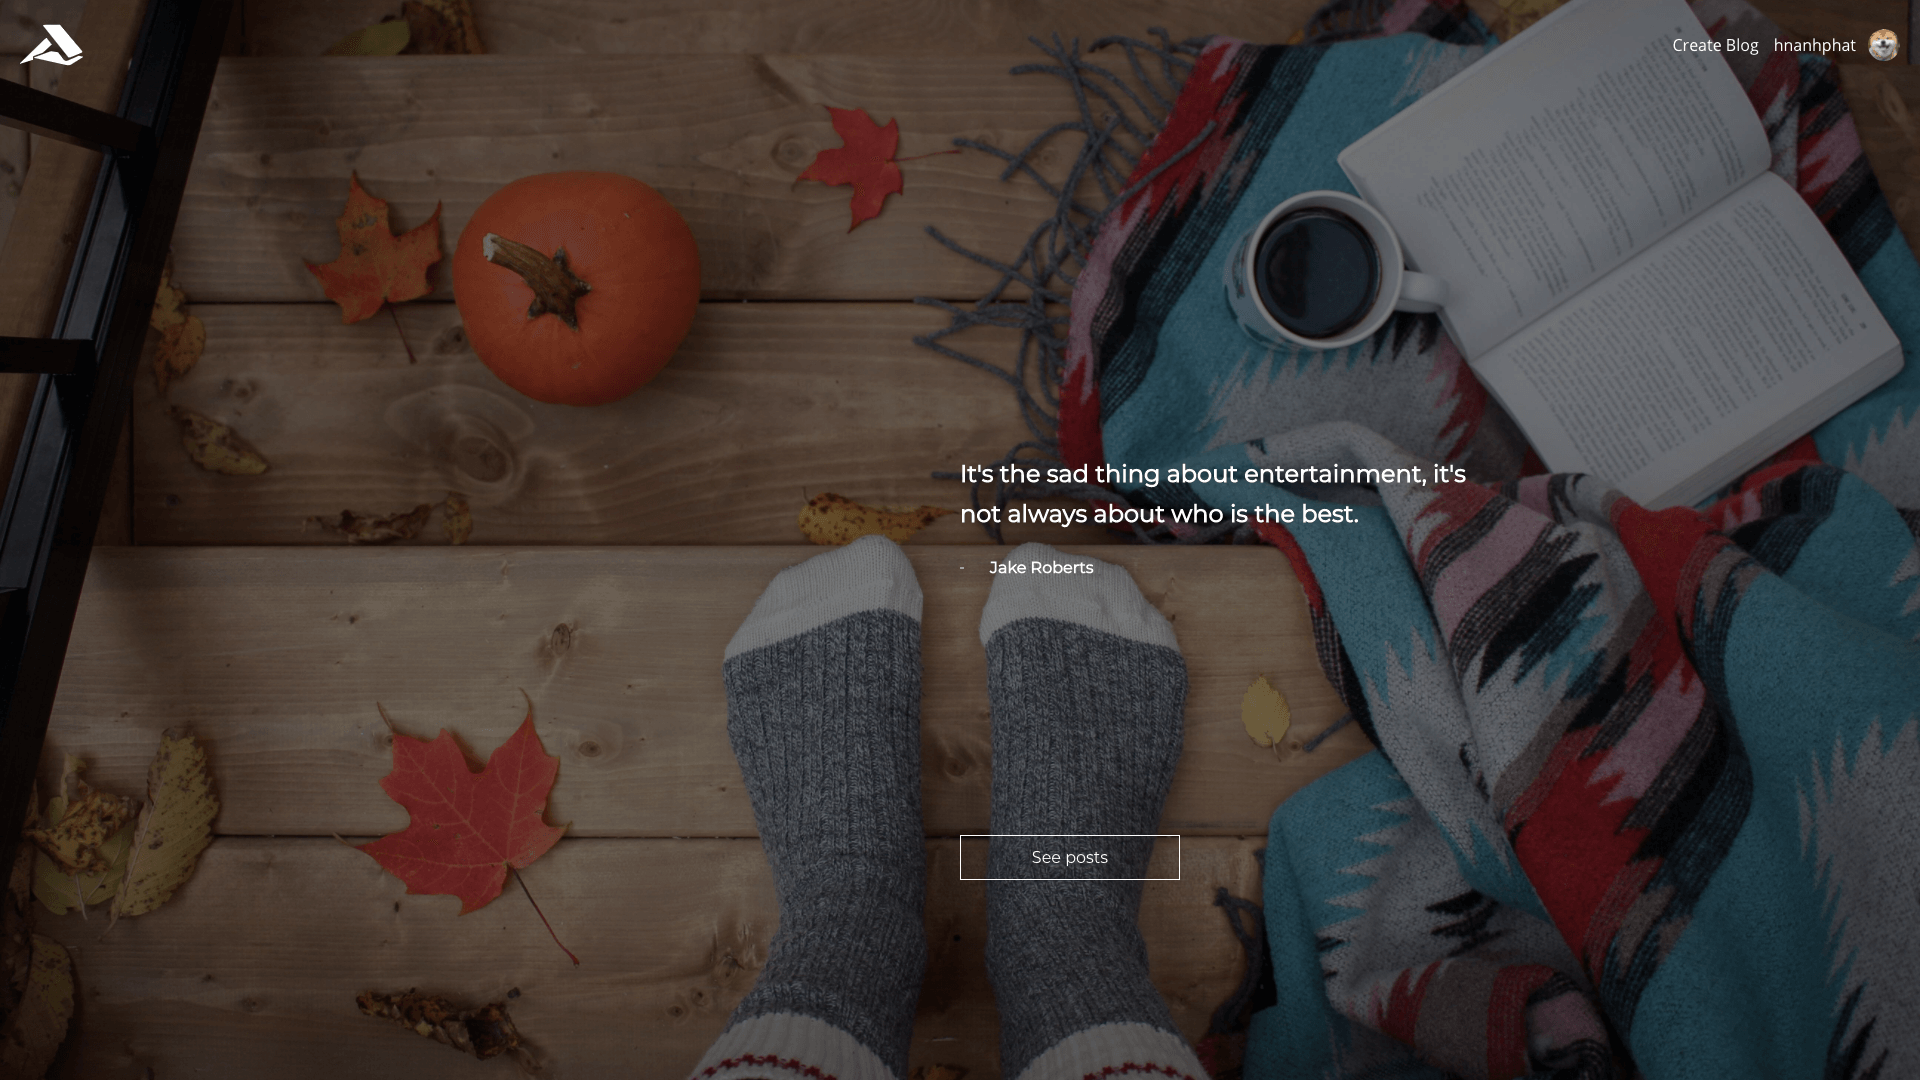 Create Blog hnanhphat
It's the sad thing about entertainment, it's
not always about who is the best.
- Jake Roberts
See posts